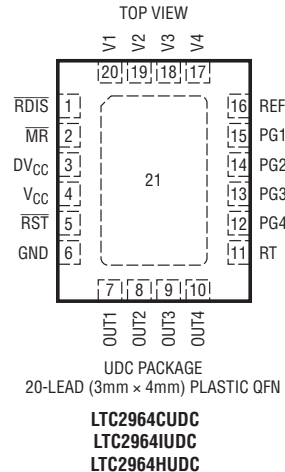 TOP VIEW
V1 V2 V3 V4
20 19 18 17
RDIS 1
MR 2
DVCC 3
VCC 4
RST 5
GND 6
21
16 REF
15 PG1
14 PG2
13 PG3
12 PG4
11 RT
7 8 9 10
OUT1 OUT2 OUT3 OUT4
UDC PACKAGE
20-LEAD (3mm × 4mm) PLASTIC QFN
LTC2964CUDC
LTC2964IUDC
LTC2964HUDC